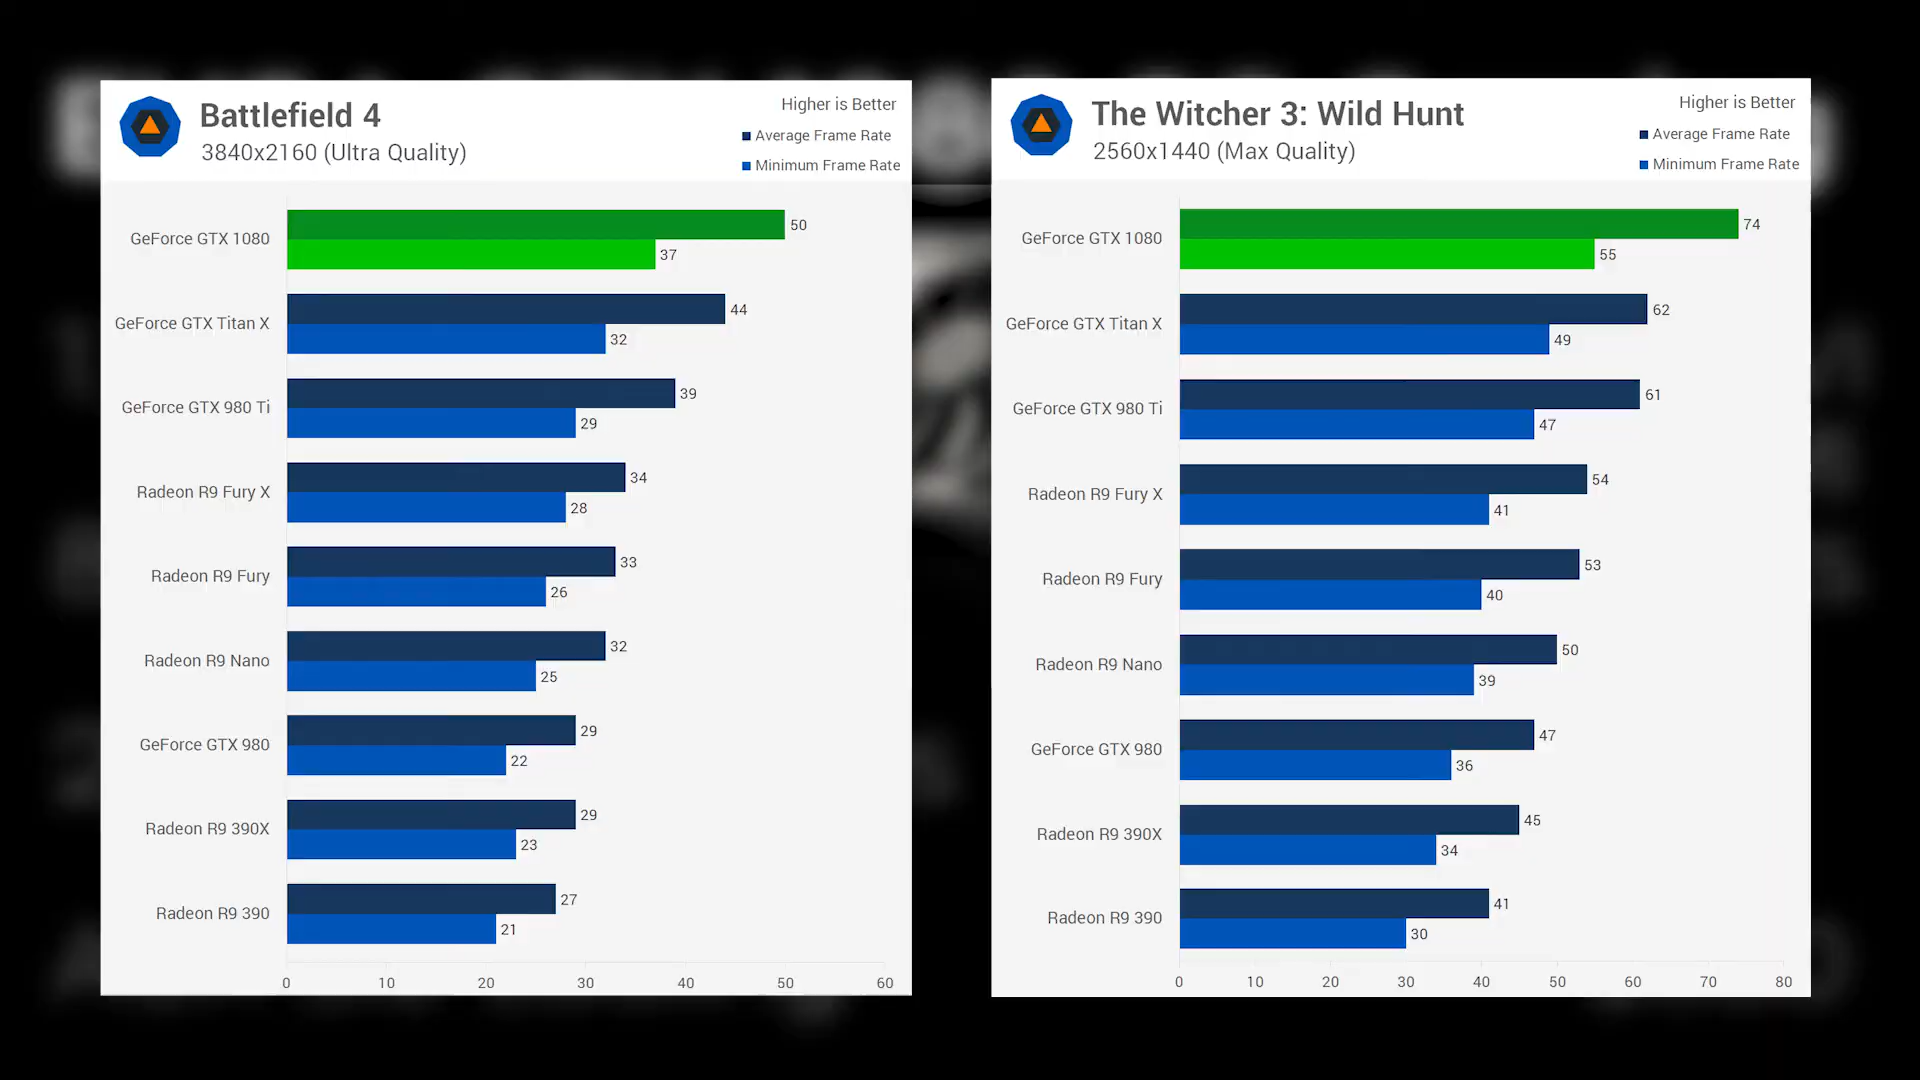 Battlefield 4
3840x2160 (Ultra Quality)
Higher is Better
Average Frame Rate
Minimum Frame Rate
GeForce GTX 1080
50
37
GeForce GTX Titan X
44
32
GeForce GTX 980 Ti
39
29
Radeon R9 Fury X
34
28
Radeon R9 Fury
33
26
Radeon R9 Nano
32
25
GeForce GTX 980
29
22
Radeon R9 390X
29
23
Radeon R9 390
27
21
0 10 20 30 40 50 60
The Witcher 3: Wild Hunt
2560x1440 (Max Quality)
Higher is Better
Average Frame Rate
Minimum Frame Rate
GeForce GTX 1080
74
55
GeForce GTX Titan X
62
49
GeForce GTX 980 Ti
61
47
Radeon R9 Fury X
54
41
Radeon R9 Fury
53
40
Radeon R9 Nano
50
39
GeForce GTX 980
47
36
Radeon R9 390X
45
34
Radeon R9 390
41
30
0 10 20 30 40 50 60 70 80